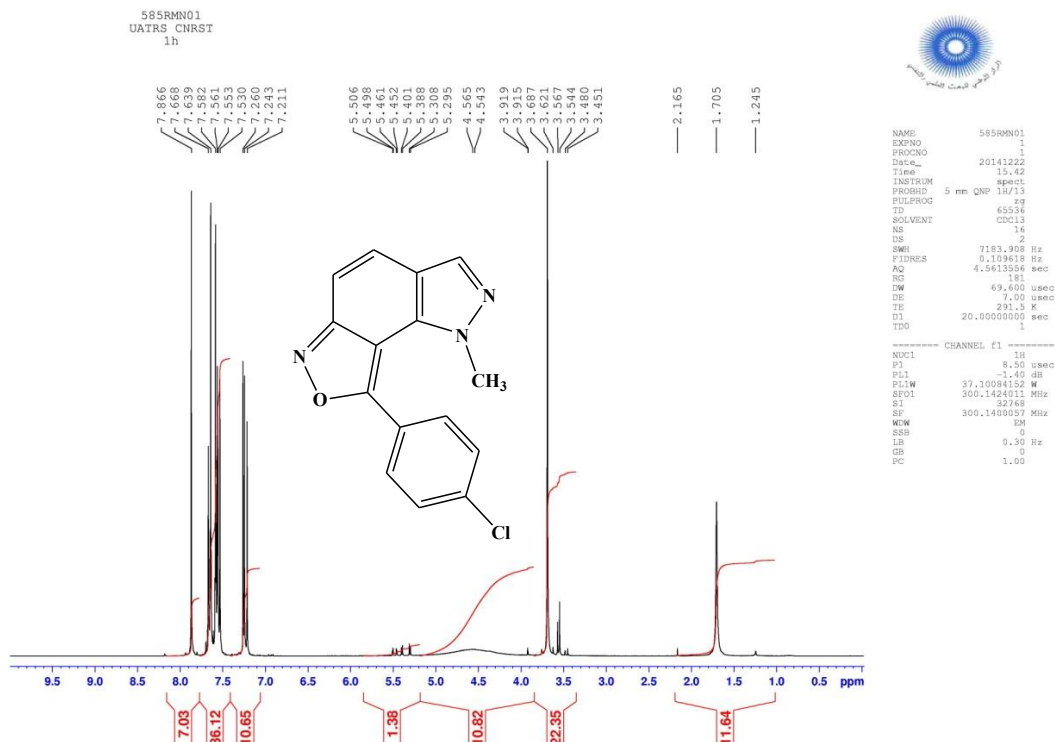 585RMN01
UATRS CNRST
1h
7.866
7.668
7.639
7.582
7.561
7.553
7.530
7.260
7.243
7.211
5.506
5.498
5.461
5.452
5.401
5.388
5.308
5.295
4.565
4.543
3.919
3.915
3.687
3.621
3.567
3.544
3.480
3.451
2.165
1.705
1.245
NAME 585RMN01
EXPNO 1
PROCNO 1
Date_ 20141222
Time 15.42
INSTRUM spect
PROBHD 5 mm QNP 1H/13
PULPROG zg
TD 65536
SOLVENT CDCl3
NS 16
DS 2
SWH 7183.908 Hz
FIDRES 0.109618 Hz
AQ 4.5613556 sec
RG 181
DW 69.600 usec
DE 7.00 usec
TE 291.5 K
D1 20.00000000 sec
TD0 1
======== CHANNEL f1 ========
NUC1 1H
P1 8.50 usec
PL1 -1.40 dB
PL1W 37.10084152 W
SFO1 300.1424011 MHz
SI 32768
SF 300.1400057 MHz
WDW EM
SSB 0
LB 0.30 Hz
GB 0
PC 1.00
N
N
CH3
N
O
Cl
9.5 9.0 8.5 8.0 7.5 7.0 6.5 6.0 5.5 5.0 4.5 4.0 3.5 3.0 2.5 2.0 1.5 1.0 0.5 ppm
7.03
36.12
10.65
1.38
10.82
22.35
11.64